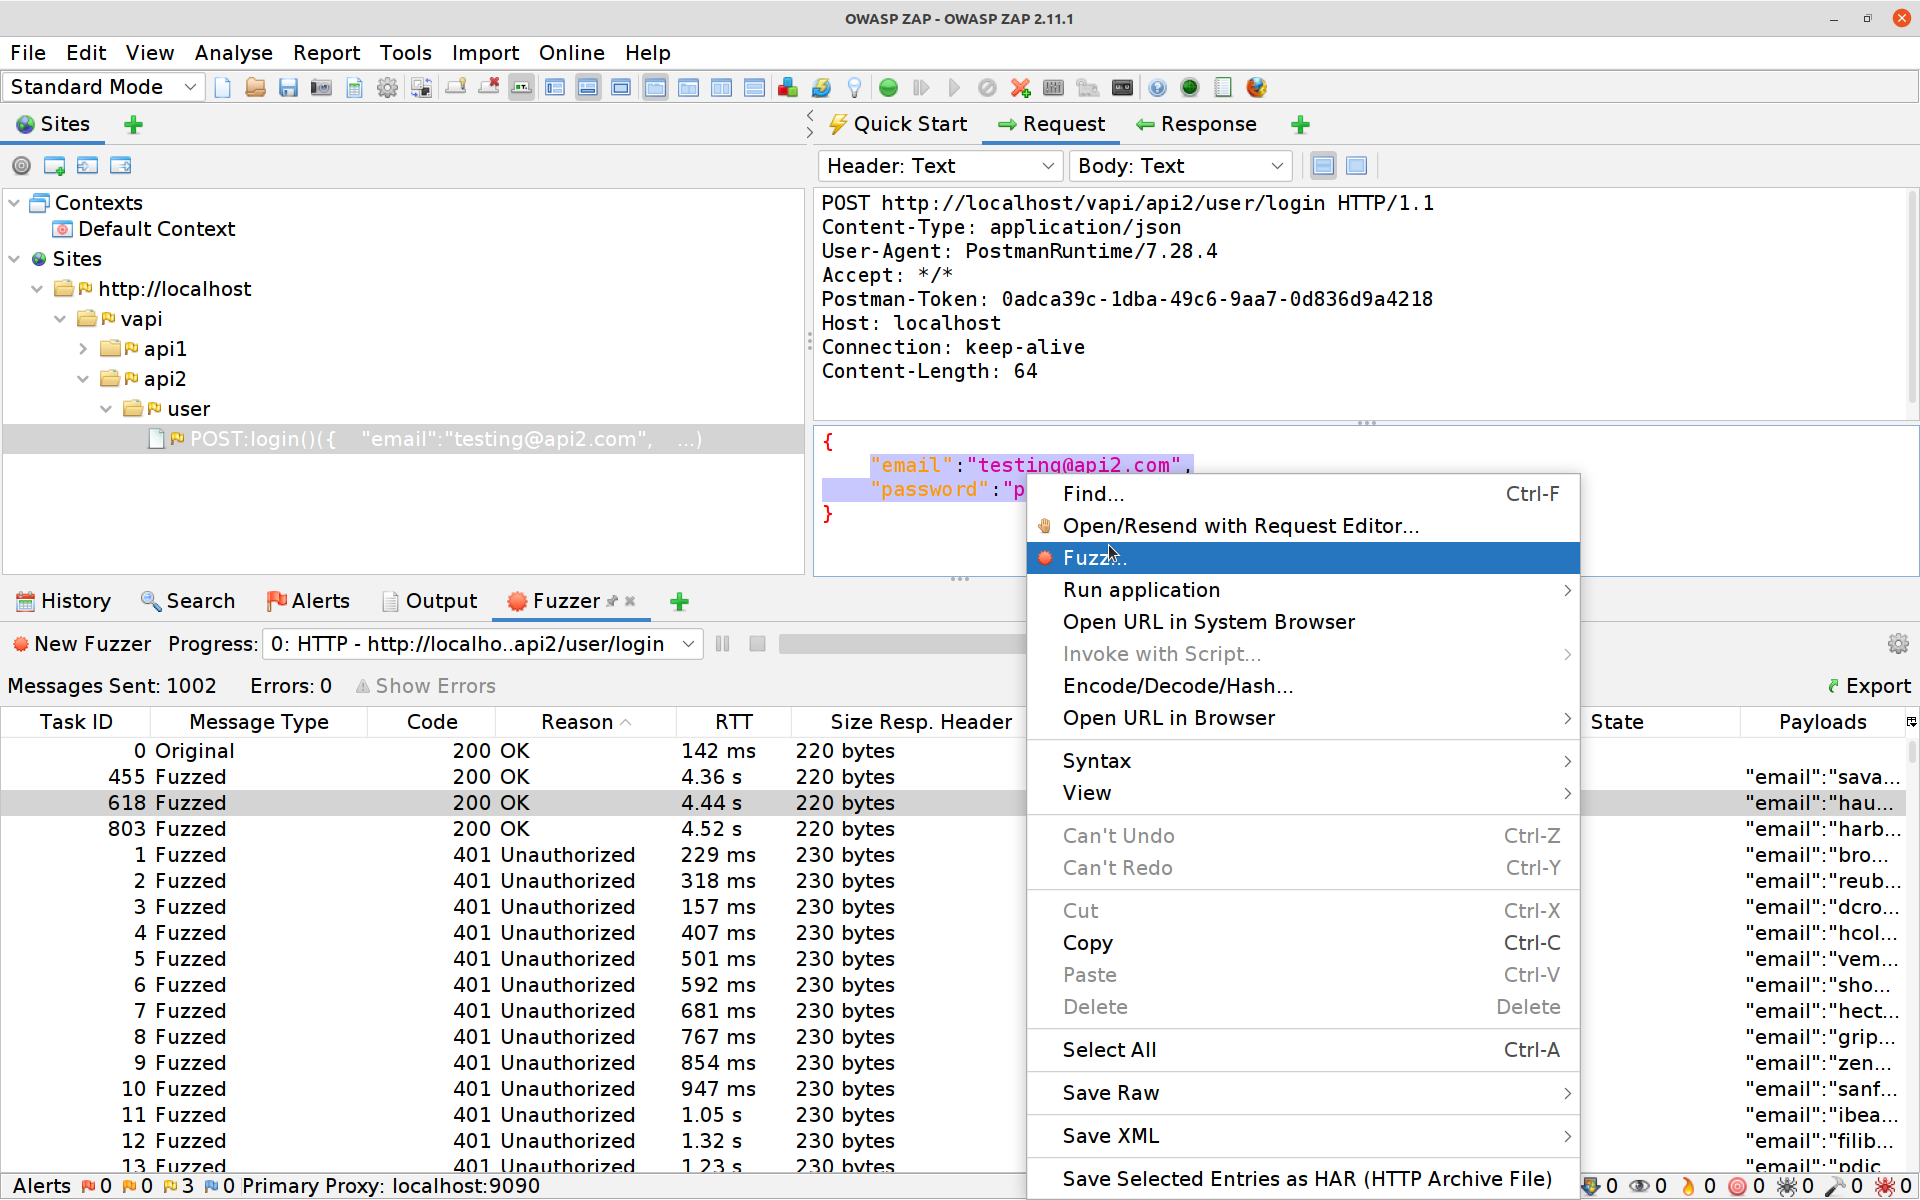 OWASP ZAP - OWASP ZAP 2.11.1
File Edit View Analyse Report Tools Import Online Help
Standard Mode
Sites
Quick Start Request Response
Header: Text Body: Text
Contexts
Default Context
Sites
http://localhost
vapi
api1
api2
user
POST:login()({ "email":"testing@api2.com", ...)
POST http://localhost/vapi/api2/user/login HTTP/1.1
Content-Type: application/json
User-Agent: PostmanRuntime/7.28.4
Accept: */*
Postman-Token: 0adca39c-1dba-49c6-9aa7-0d836d9a4218
Host: localhost
Connection: keep-alive
Content-Length: 64
{
"email":"testing@api2.com",
"password":"p
}
Find... Ctrl-F
Open/Resend with Request Editor...
Fuzz...
Run application
Open URL in System Browser
Invoke with Script...
Encode/Decode/Hash...
Open URL in Browser
Syntax
View
Can't Undo Ctrl-Z
Can't Redo Ctrl-Y
Cut Ctrl-X
Copy Ctrl-C
Paste Ctrl-V
Delete Delete
Select All Ctrl-A
Save Raw
Save XML
Save Selected Entries as HAR (HTTP Archive File)
History Search Alerts Output Fuzzer
New Fuzzer Progress: 0: HTTP - http://localho..api2/user/login
Messages Sent: 1002 Errors: 0 Show Errors Export
Task ID Message Type Code Reason RTT Size Resp. Header State Payloads
0 Original 200 OK 142 ms 220 bytes
455 Fuzzed 200 OK 4.36 s 220 bytes "email":"sava...
618 Fuzzed 200 OK 4.44 s 220 bytes "email":"hau...
803 Fuzzed 200 OK 4.52 s 220 bytes "email":"harb...
1 Fuzzed 401 Unauthorized 229 ms 230 bytes "email":"bro...
2 Fuzzed 401 Unauthorized 318 ms 230 bytes "email":"reub...
3 Fuzzed 401 Unauthorized 157 ms 230 bytes "email":"dcro...
4 Fuzzed 401 Unauthorized 407 ms 230 bytes "email":"hcol...
5 Fuzzed 401 Unauthorized 501 ms 230 bytes "email":"vem...
6 Fuzzed 401 Unauthorized 592 ms 230 bytes "email":"sho...
7 Fuzzed 401 Unauthorized 681 ms 230 bytes "email":"hect...
8 Fuzzed 401 Unauthorized 767 ms 230 bytes "email":"grip...
9 Fuzzed 401 Unauthorized 854 ms 230 bytes "email":"zen...
10 Fuzzed 401 Unauthorized 947 ms 230 bytes "email":"sanf...
11 Fuzzed 401 Unauthorized 1.05 s 230 bytes "email":"ibea...
12 Fuzzed 401 Unauthorized 1.32 s 230 bytes "email":"filib...
13 Fuzzed 401 Unauthorized 1.23 s 230 bytes "email":"pdic
Alerts 0 0 3 0 Primary Proxy: localhost:9090 0 0 0 0 0 0 0